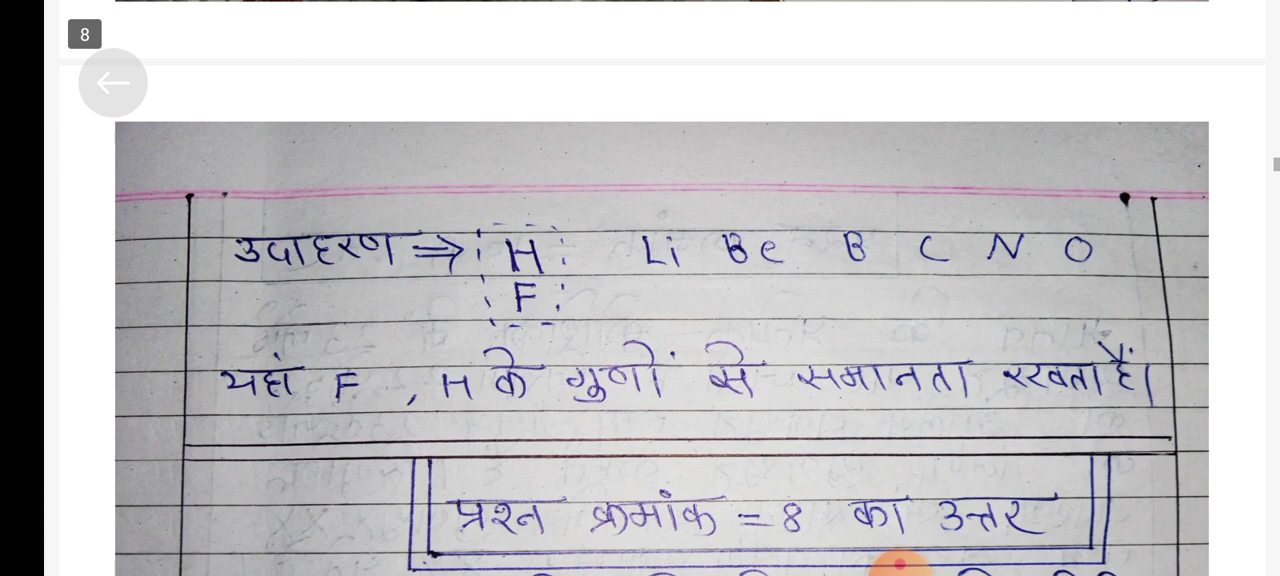 8
उदाहरण ⇒ H Li Be B C N O
F
यहां F , H के गुणों से समानता रखता हैं।
प्रश्न क्रमांक = 8 का उत्तर